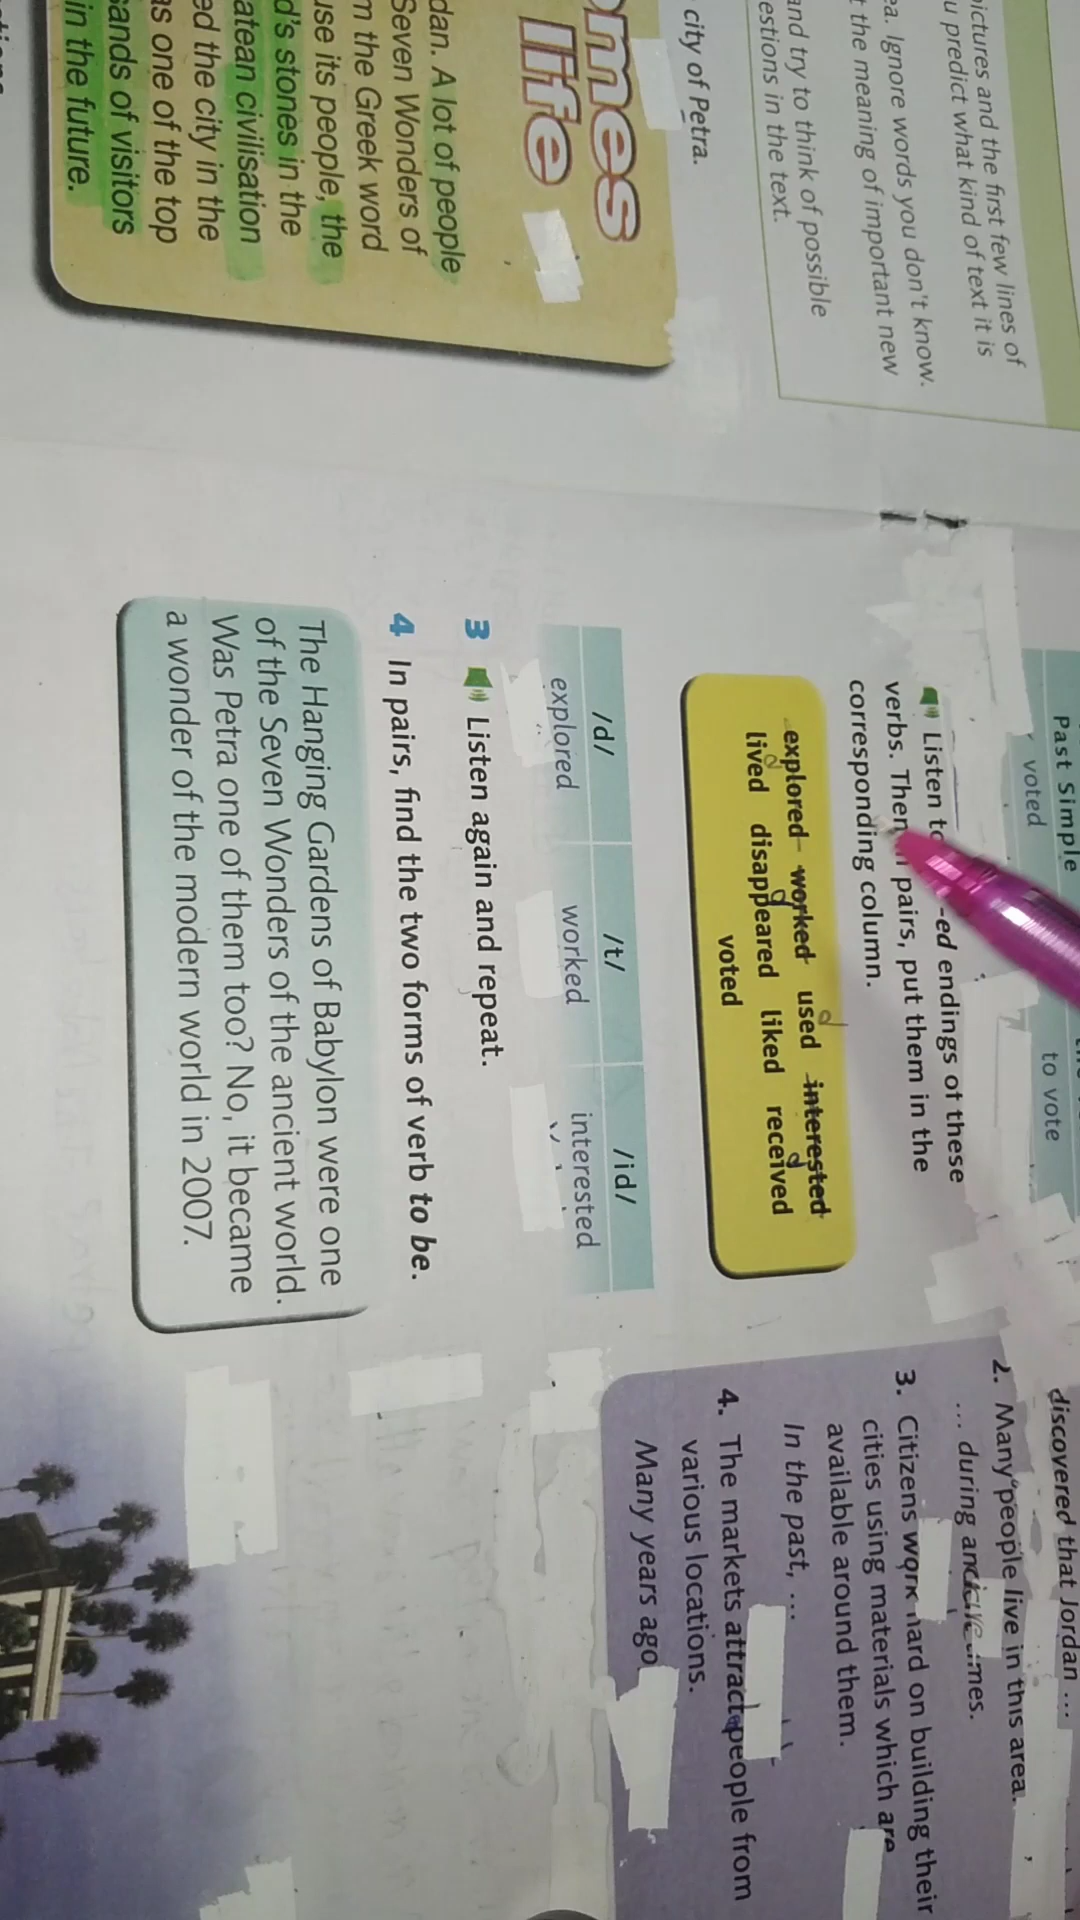 pictures and the first few lines of
u predict what kind of text it is
ea. Ignore words you don't know.
t the meaning of important new
and try to think of possible
estions in the text.
city of Petra.
omes
life
dan. A lot of people
Seven Wonders of
m the Greek word
use its people, the
d's stones in the
atean civilisation
ed the city in the
as one of the top
sands of visitors
in the future.
Past Simple
voted
to vote
Listen to -ed endings of these
verbs. Then pairs, put them in the
corresponding column.
explored worked used interested
lived disappeared liked received
voted
d
d
d
d
/d/ /t/ /id/
explored worked interested
3 Listen again and repeat.
4 In pairs, find the two forms of verb to be.
The Hanging Gardens of Babylon were one
of the Seven Wonders of the ancient world.
Was Petra one of them too? No, it became
a wonder of the modern world in 2007.
discovered that Jordan ...
2. Many people live in this area.
... during
3. Citizens work hard on building their
cities using materials which are
available around them.
In the past, ...
4. The markets attract people from
various locations.
Many years ago